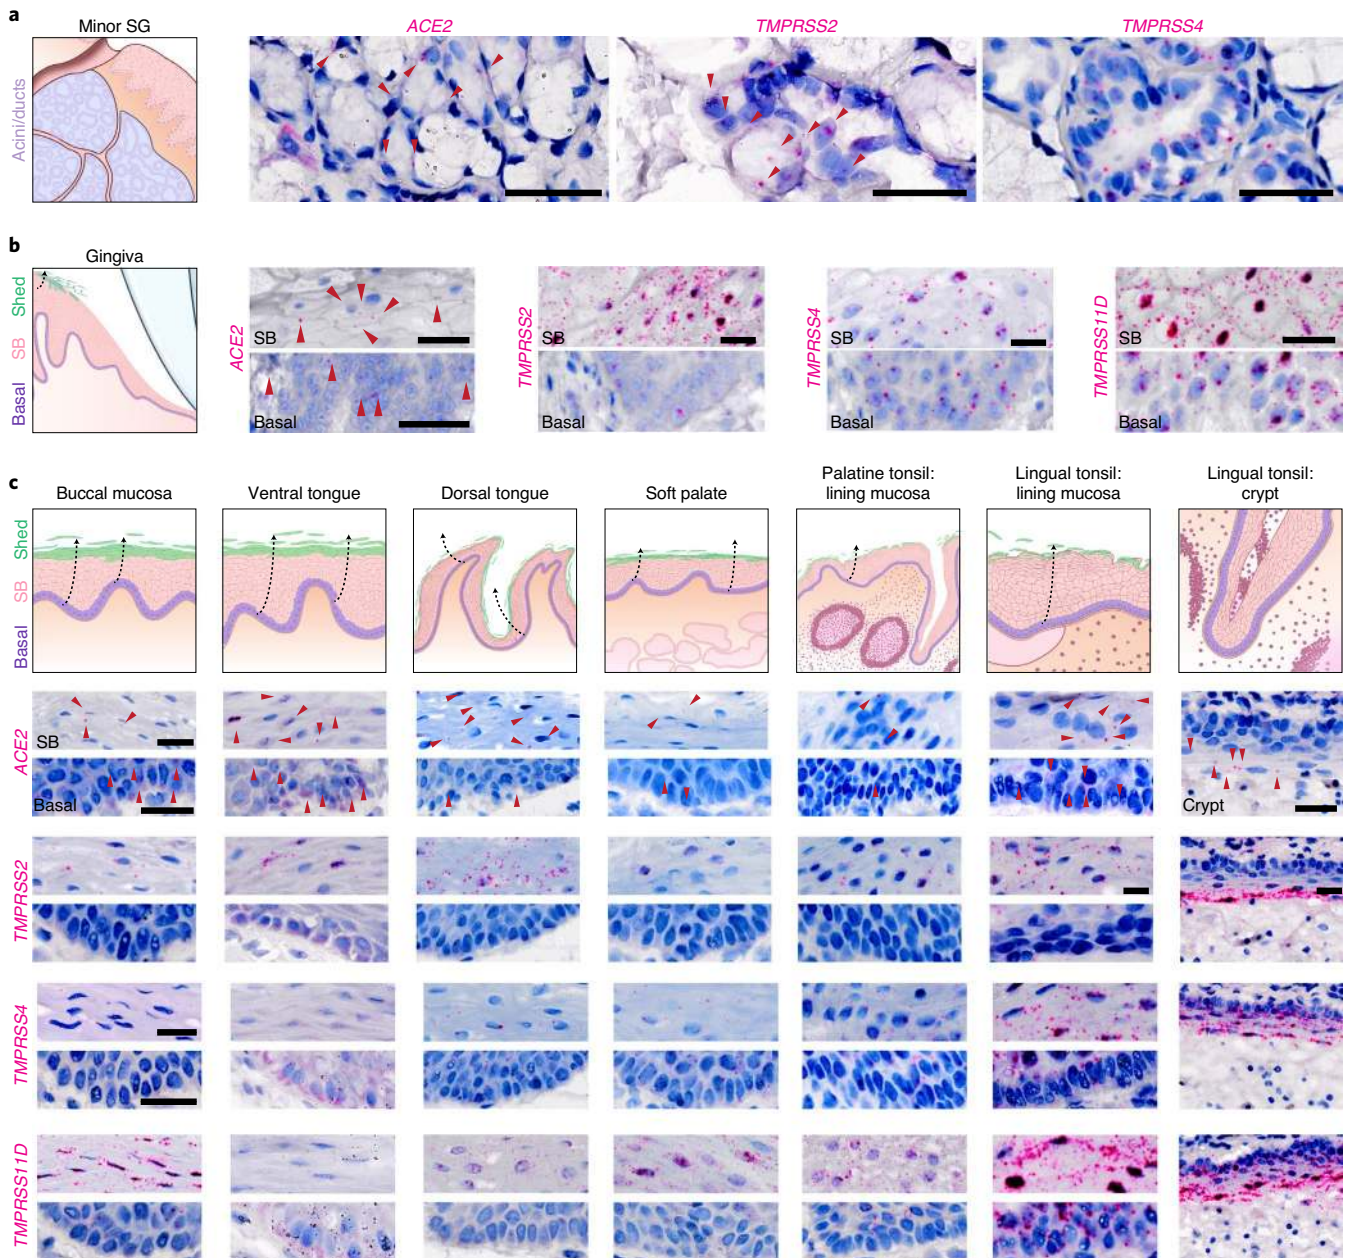 a
Minor SG
ACE2
TMPRSS2
TMPRSS4
Acini/ducts
b
Gingiva
Shed
SB
Basal
ACE2
SB
Basal
TMPRSS2
SB
Basal
TMPRSS4
SB
Basal
TMPRSS11D
SB
Basal
c
Buccal mucosa
Ventral tongue
Dorsal tongue
Soft palate
Palatine tonsil:
lining mucosa
Lingual tonsil:
lining mucosa
Lingual tonsil:
crypt
Shed
SB
Basal
ACE2
SB
Basal
Crypt
TMPRSS2
TMPRSS4
TMPRSS11D